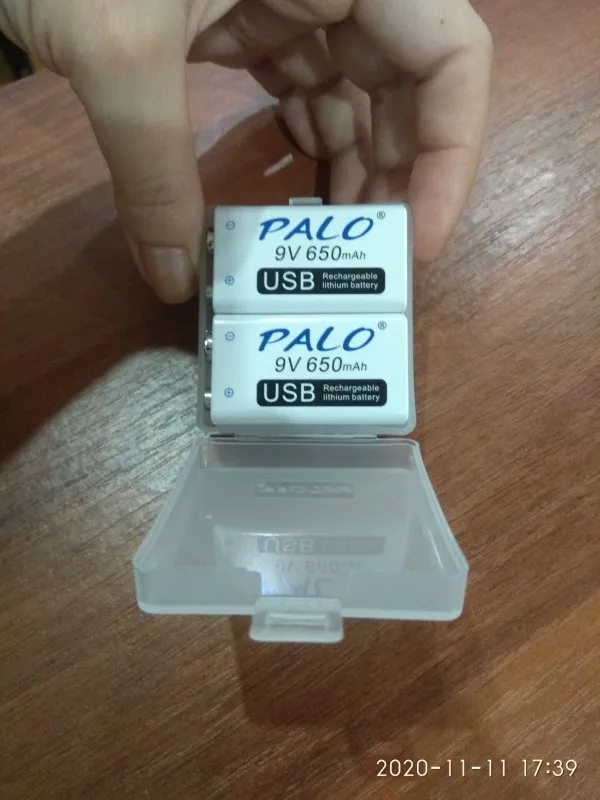 PALO®
9V 650mAh
USB Rechargeable
lithium battery
PALO®
9V 650mAh
USB Rechargeable
lithium battery
2020-11-11 17:39